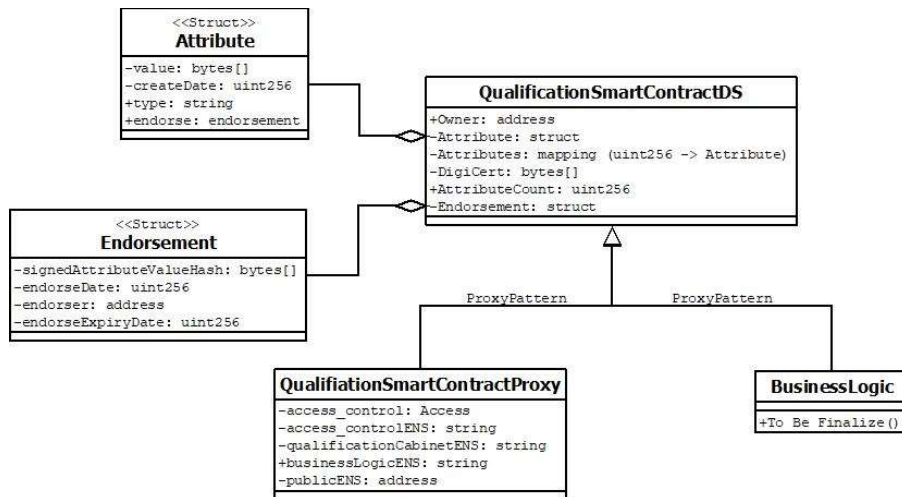 <<Struct>>
Attribute
-value: bytes[]
-createDate: uint256
+type: string
+endorse: endorsement
QualificationSmartContractDS
+Owner: address
-Attribute: struct
-Attributes: mapping (uint256 -> Attribute)
-DigiCert: bytes[]
+AttributeCount: uint256
-Endorsement: struct
<<Struct>>
Endorsement
-signedAttributeValueHash: bytes[]
-endorseDate: uint256
-endorser: address
-endorseExpiryDate: uint256
ProxyPattern
ProxyPattern
QualifiationSmartContractProxy
-access_control: Access
-access_controlENS: string
-qualificationCabinetENS: string
+businessLogicENS: string
-publicENS: address
BusinessLogic
+To Be Finalize()